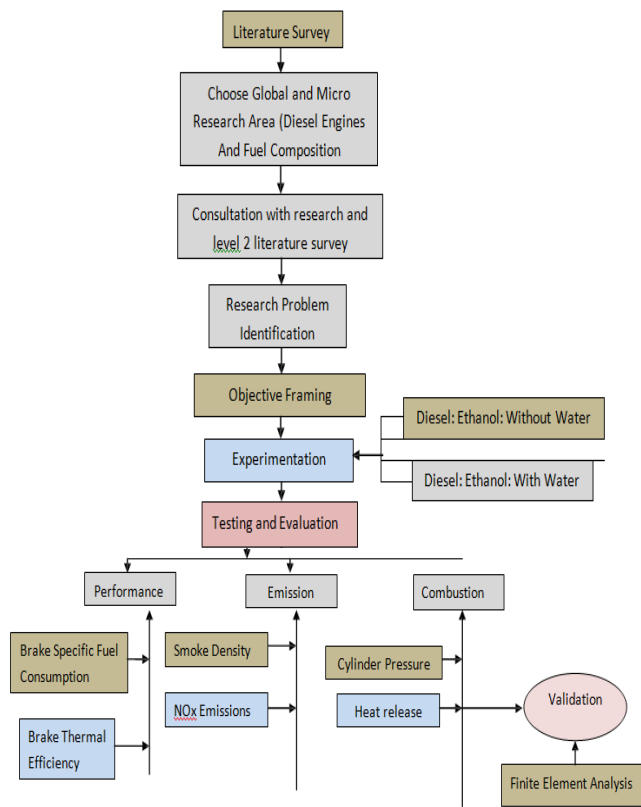 Literature Survey
Choose Global and Micro
Research Area (Diesel Engines
And Fuel Composition
Consultation with research and
level 2 literature survey
Research Problem
Identification
Objective Framing
Diesel: Ethanol: Without Water
Experimentation
Diesel: Ethanol: With Water
Testing and Evaluation
Performance
Emission
Combustion
Brake Specific Fuel
Consumption
Smoke Density
Cylinder Pressure
Brake Thermal
Efficiency
NOx Emissions
Heat release
Validation
Finite Element Analysis